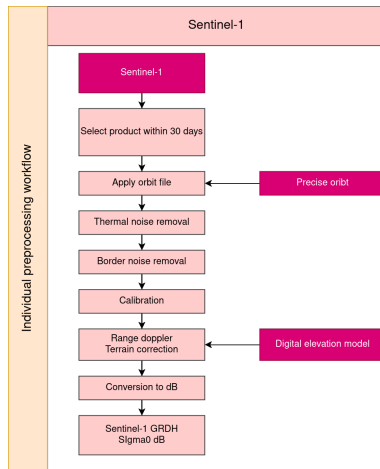 Sentinel-1
Individual preprocessing workflow
Sentinel-1
Select product within 30 days
Apply orbit file
Precise oribt
Thermal noise removal
Border noise removal
Calibration
Range doppler
Terrain correction
Digital elevation model
Conversion to dB
Sentinel-1 GRDH
SIgma0 dB